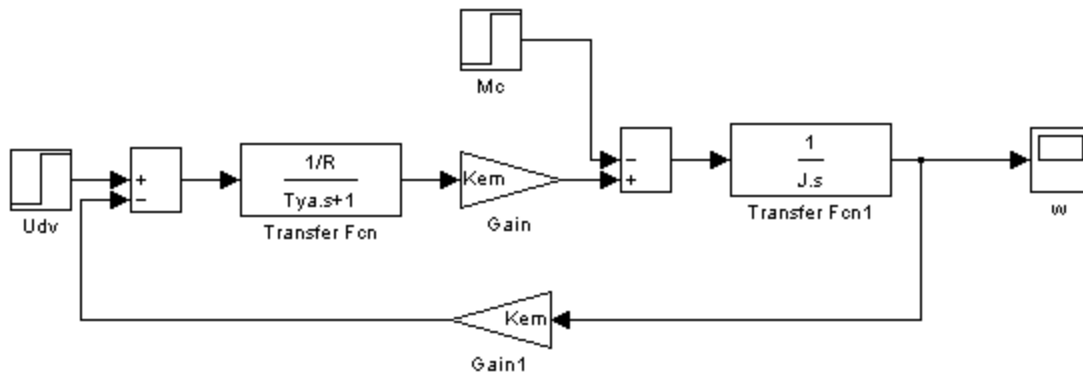 Mc
Udv
+
−
1/R
Tya.s+1
Transfer Fcn
Kem
Gain
−
+
1
J.s
Transfer Fcn1
w
Kem
Gain1